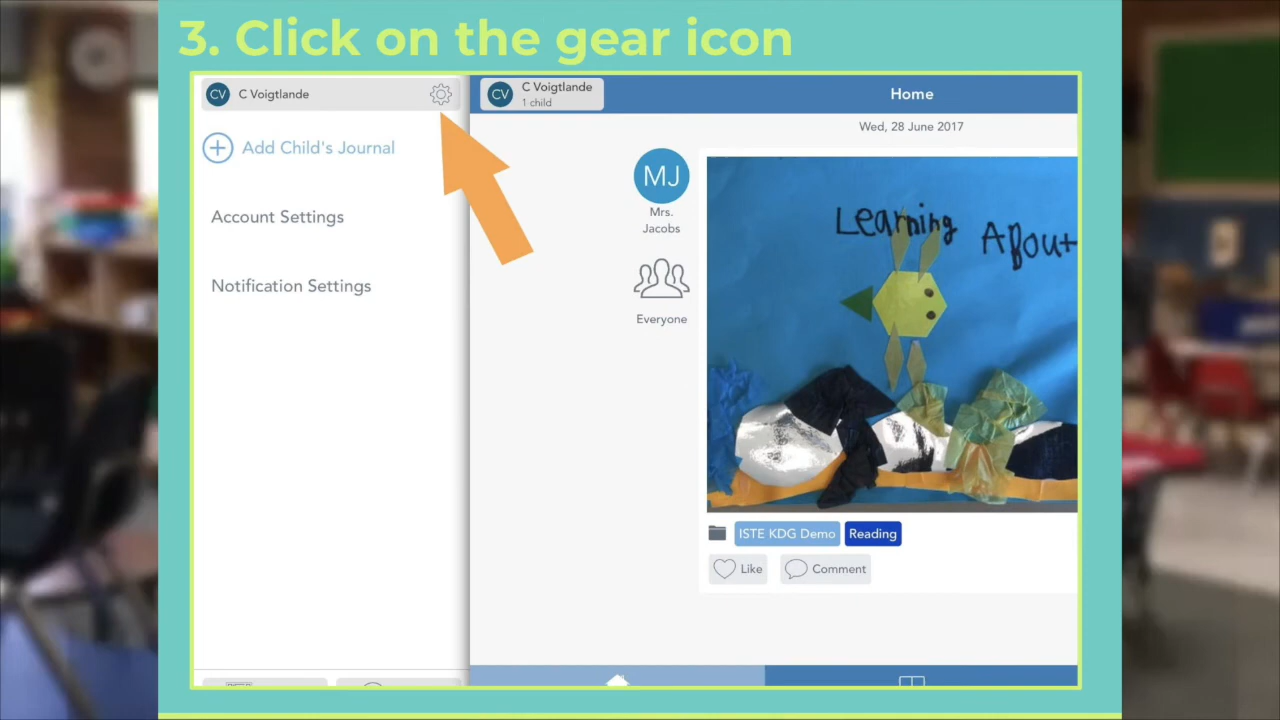 3. Click on the gear icon
CV C Voigtlande
Add Child's Journal
Account Settings
Notification Settings
CV C Voigtlande
1 child
Home
Wed, 28 June 2017
MJ
Mrs.
Jacobs
Everyone
Learning About
ISTE KDG Demo Reading
Like Comment